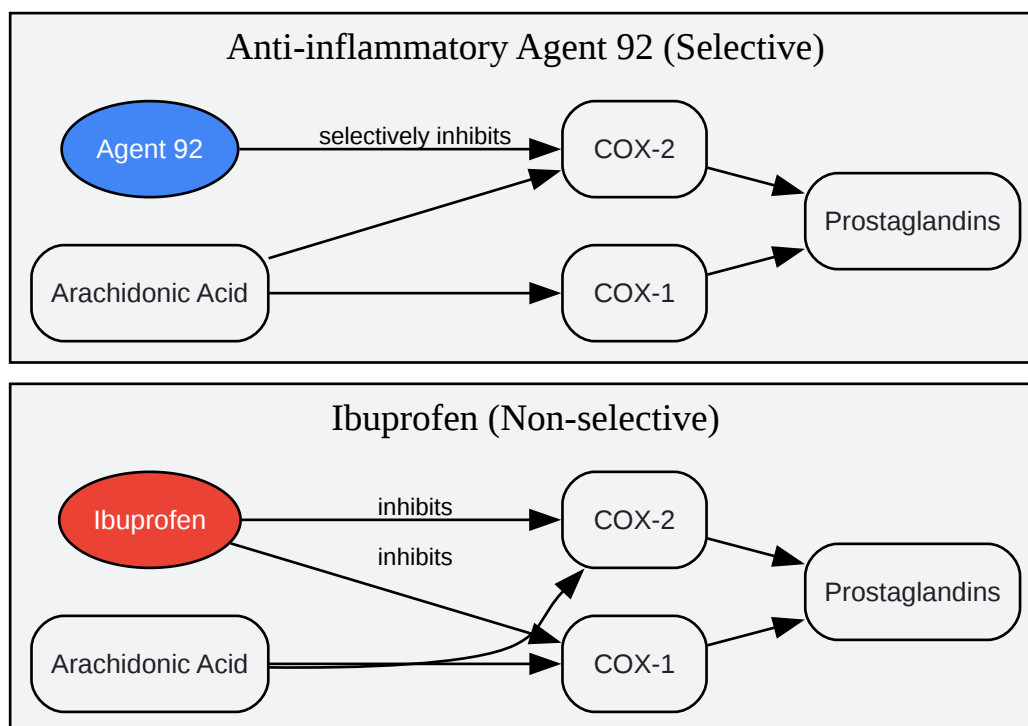 Anti-inflammatory Agent 92 (Selective)
Agent 92
selectively inhibits
COX-2
Prostaglandins
Arachidonic Acid
COX-1
Ibuprofen (Non-selective)
Ibuprofen
inhibits
COX-2
inhibits
Prostaglandins
Arachidonic Acid
COX-1